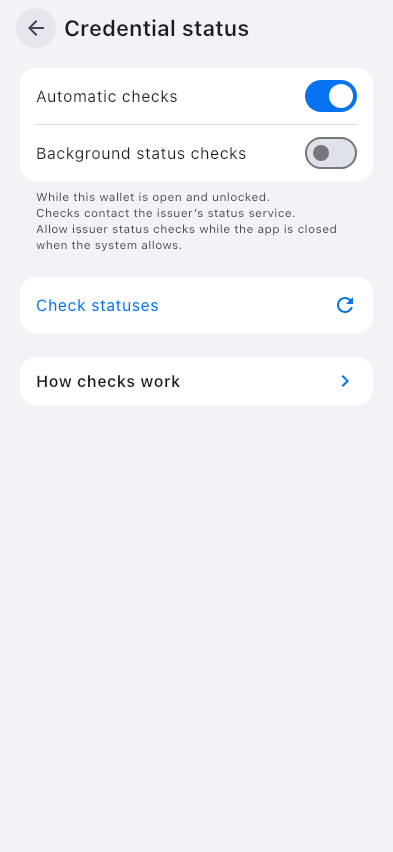 Credential status
Automatic checks
Background status checks
While this wallet is open and unlocked.
Checks contact the issuer's status service.
Allow issuer status checks while the app is closed
when the system allows.
Check statuses
How checks work